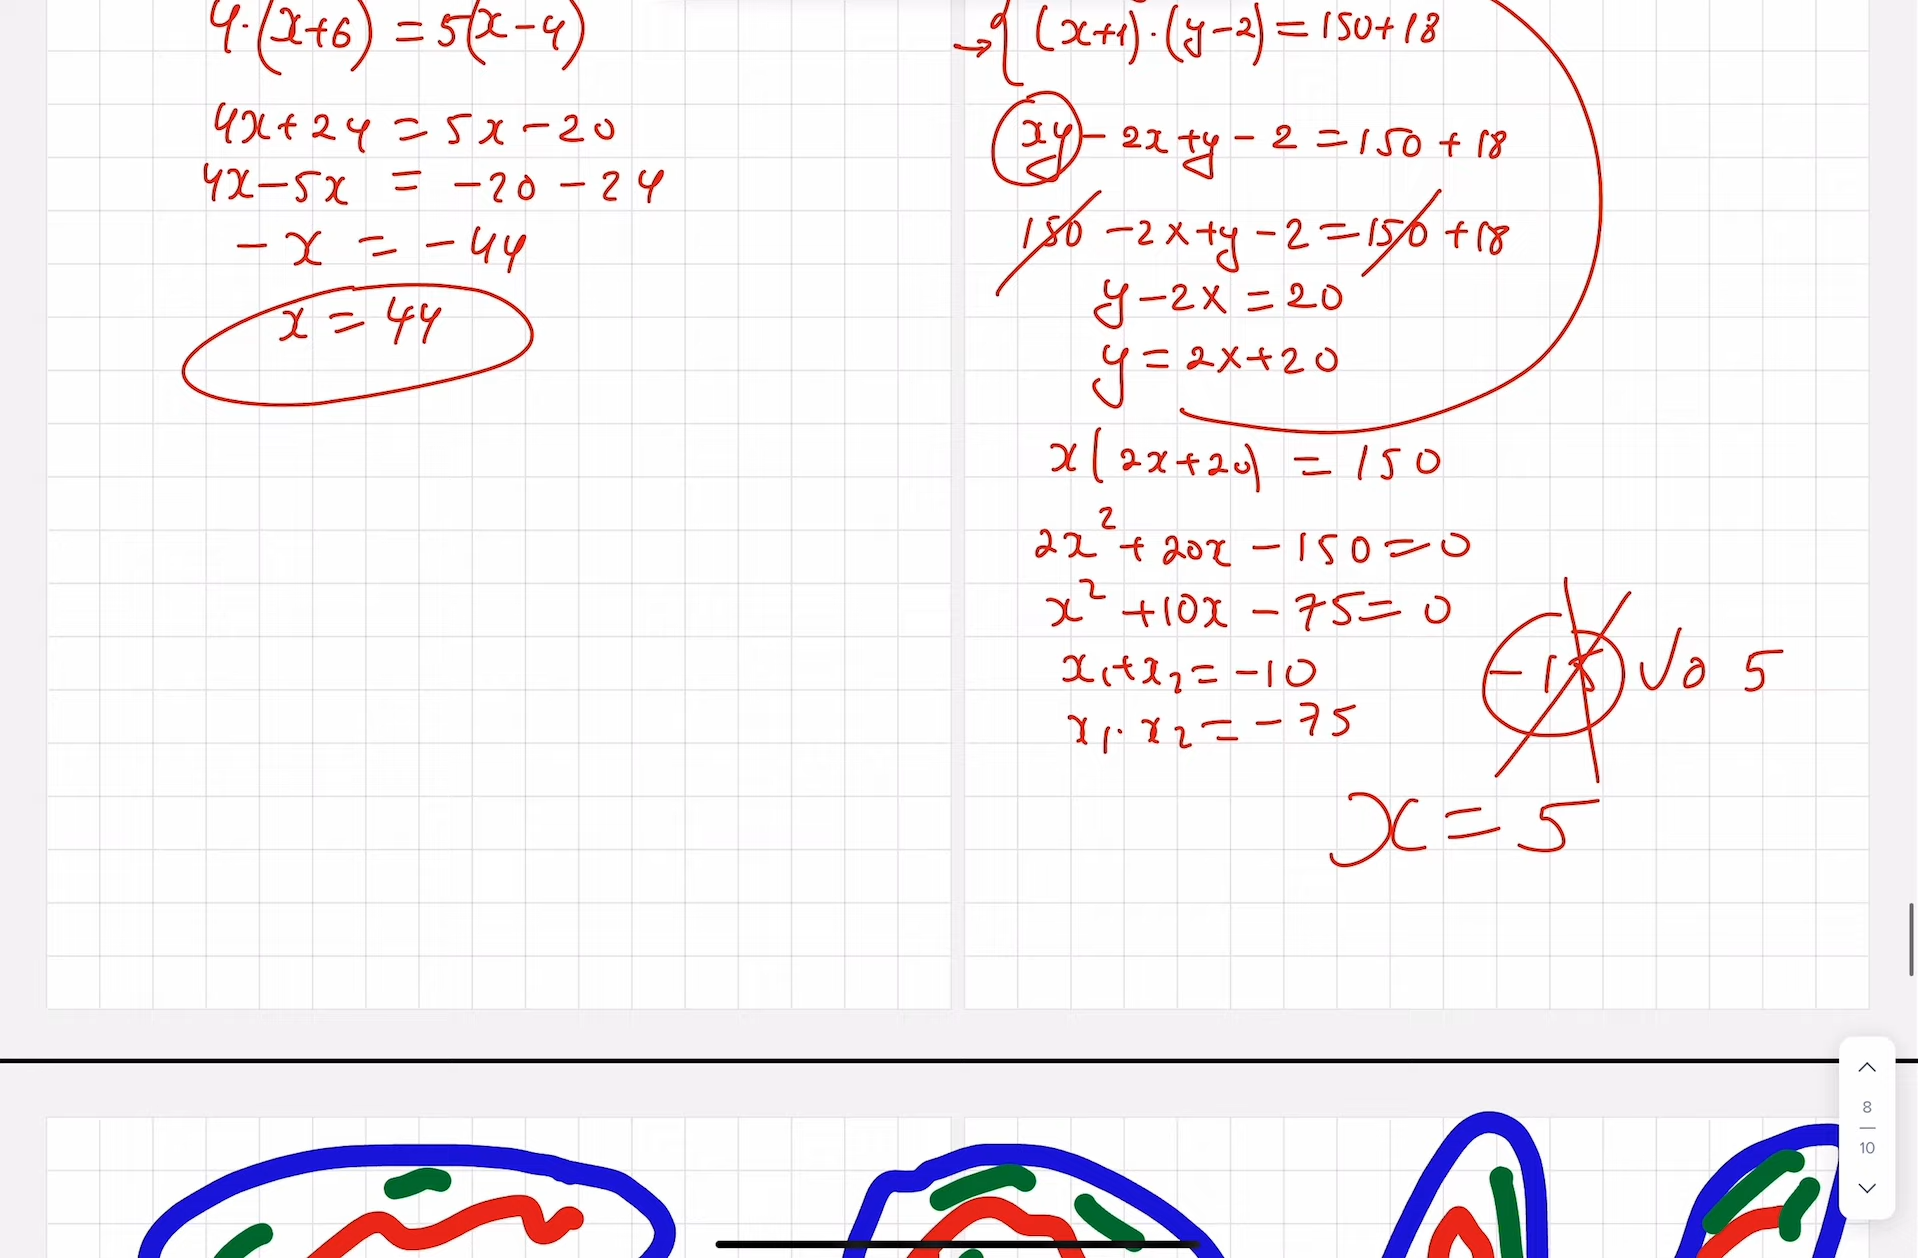 4·(x+6) = 5(x-4)
4x+24 = 5x-20
4x-5x = -20-24
-x = -44
x = 44
→{ (x+1)·(y-2) = 150+18
xy - 2x+y - 2 = 150 + 18
150 - 2x+y - 2 = 150 + 18
y-2x = 20
y = 2x+20
x(2x+20) = 150
2x² + 20x - 150 = 0
x² + 10x - 75 = 0
x₁+x₂ = -10
x₁·x₂ = -75
-15 Va 5
x = 5
8
10